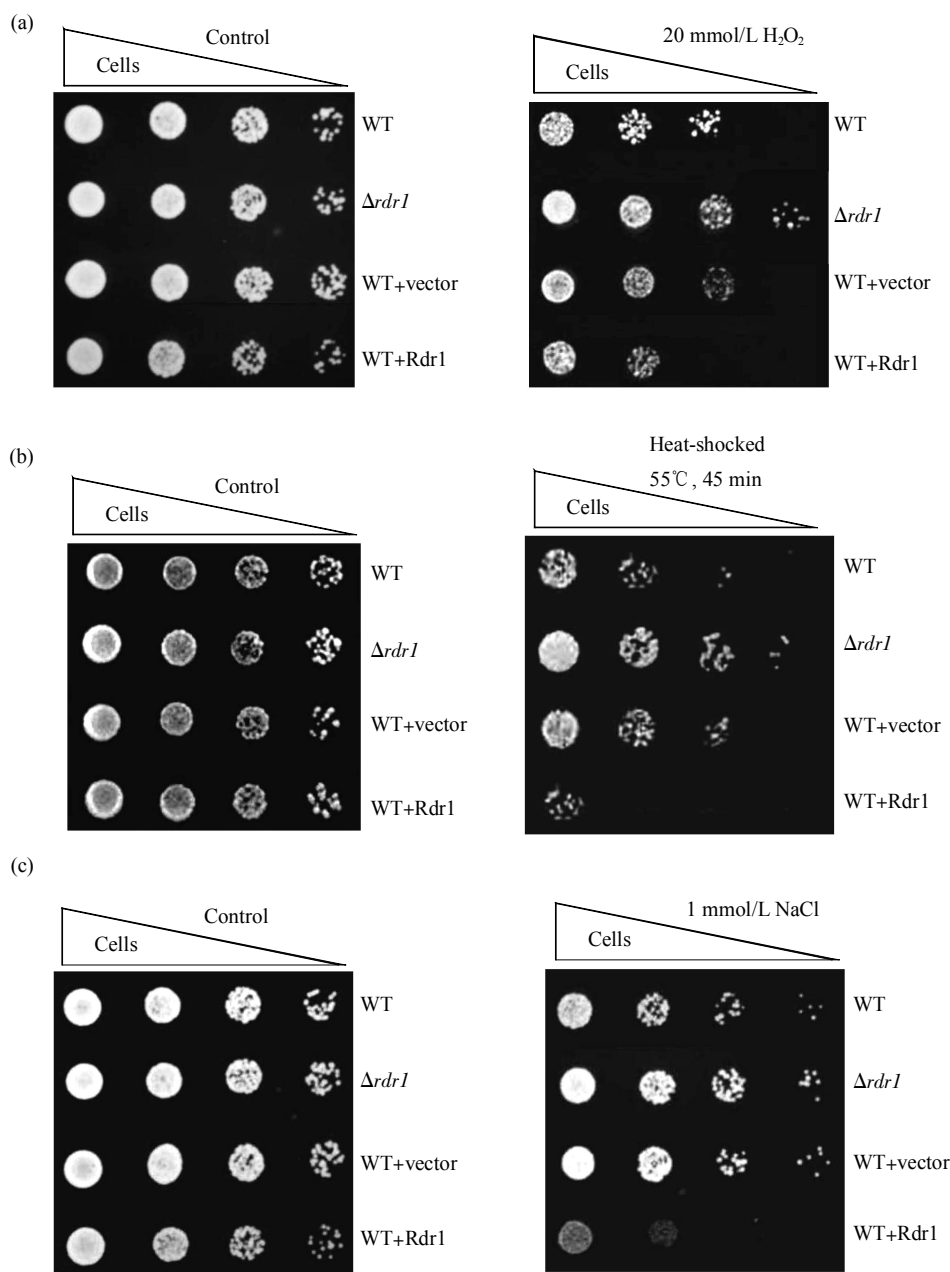 (a)
Control
Cells
WT
Δrdr1
WT+vector
WT+Rdr1
20 mmol/L H₂O₂
Cells
WT
Δrdr1
WT+vector
WT+Rdr1
(b)
Control
Cells
WT
Δrdr1
WT+vector
WT+Rdr1
Heat-shocked
55℃, 45 min
Cells
WT
Δrdr1
WT+vector
WT+Rdr1
(c)
Control
Cells
WT
Δrdr1
WT+vector
WT+Rdr1
1 mmol/L NaCl
Cells
WT
Δrdr1
WT+vector
WT+Rdr1